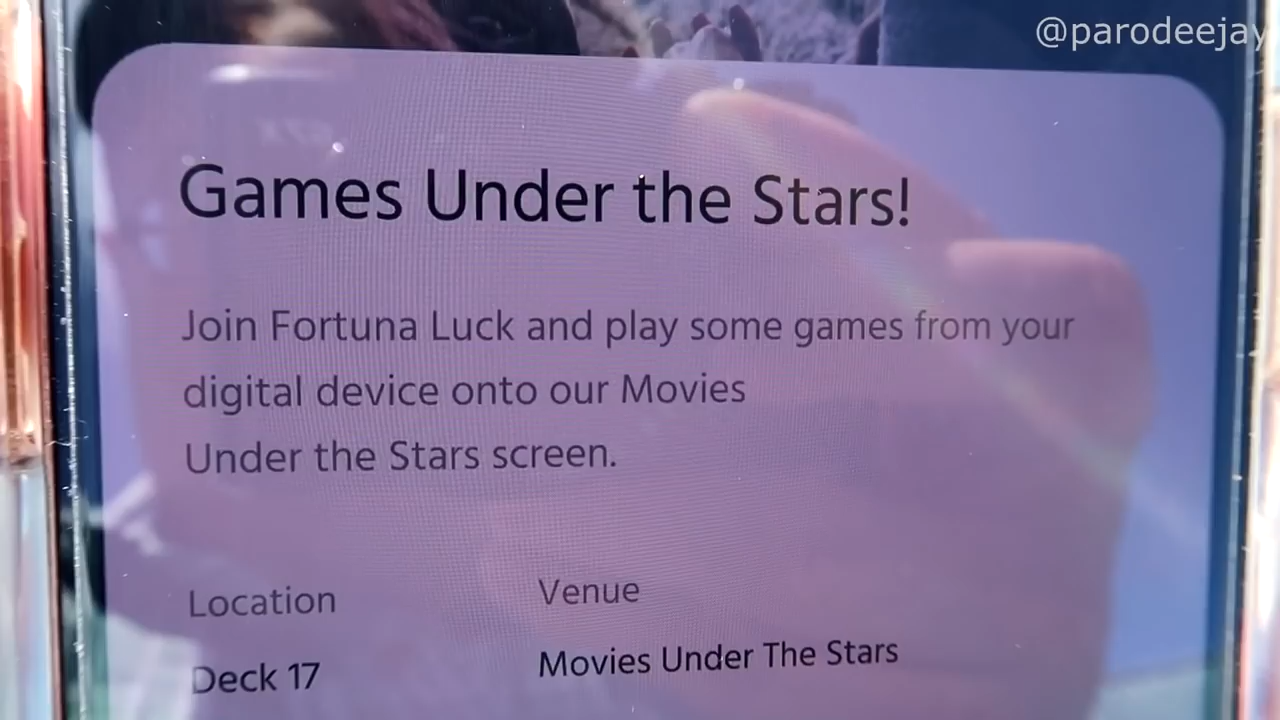 @parodeejay
Games Under the Stars!
Join Fortuna Luck and play some games from your
digital device onto our Movies
Under the Stars screen.
Location
Venue
Deck 17
Movies Under The Stars